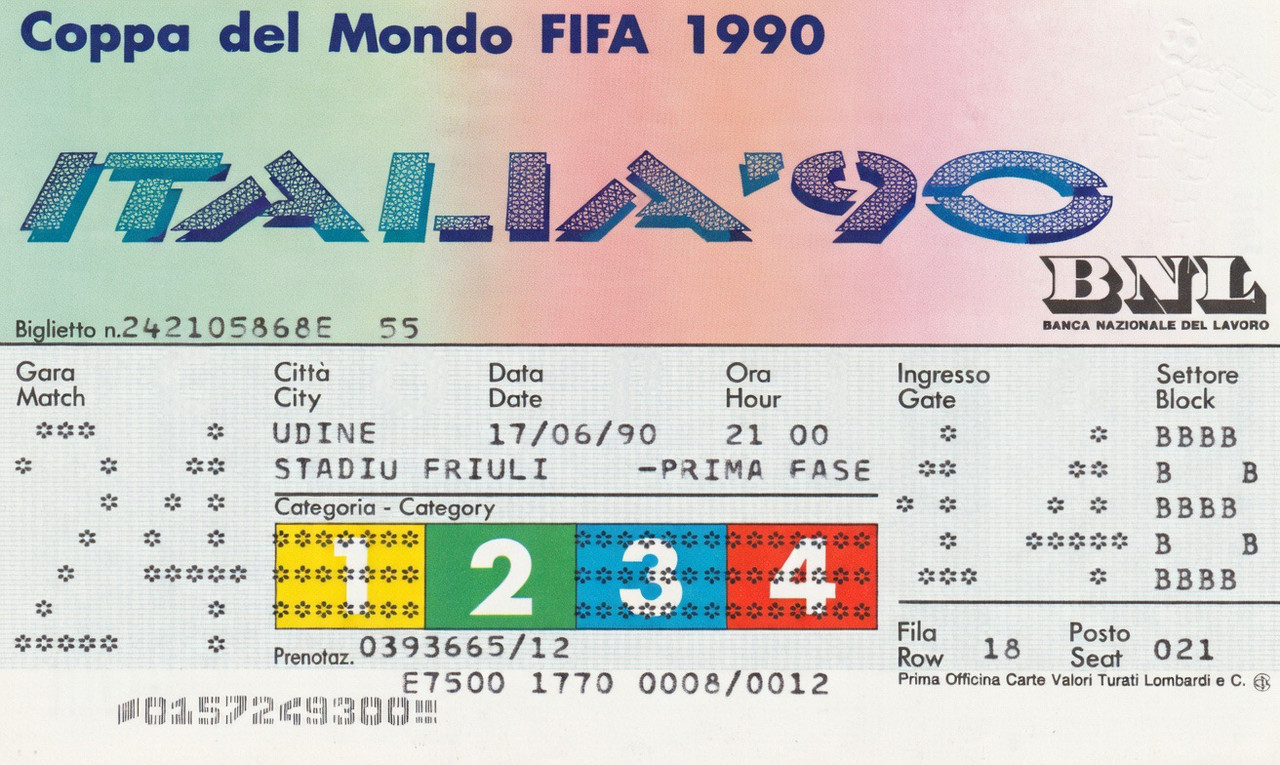 Coppa del Mondo FIFA 1990
ITALIA '90
BNL
BANCA NAZIONALE DEL LAVORO
Biglietto n.242105868E 55
Gara
Match
24
Città
City
UDINE
Data
Date
17/06/90
Ora
Hour
21 00
STADIU FRIULI -PRIMA FASE
Categoria - Category
1 2 3 4
Prenotaz. 0393665/12
E7500 1770 0008/0012
Ingresso
Gate
14
Settore
Block
B
Fila
Row 18
Posto
Seat 021
Prima Officina Carte Valori Turati Lombardi e C.
0157249300